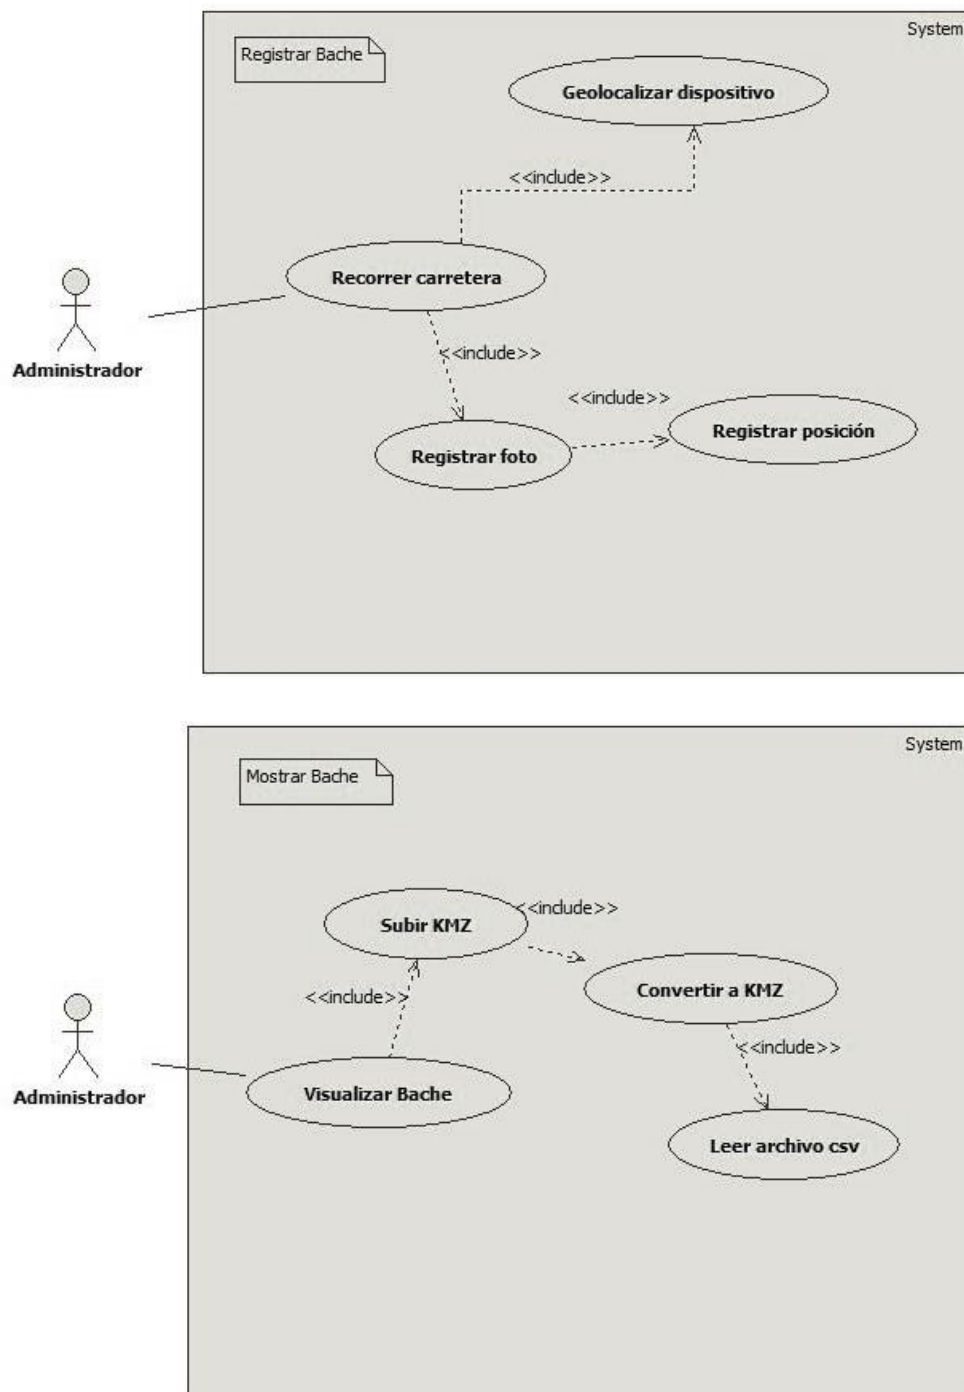 System
Registrar Bache
Geolocalizar dispositivo
<<include>>
Recorrer carretera
Administrador
<<include>>
<<include>>
Registrar posición
Registrar foto
System
Mostrar Bache
<<include>>
Subir KMZ
Convertir a KMZ
<<include>>
<<include>>
Visualizar Bache
Administrador
Leer archivo csv